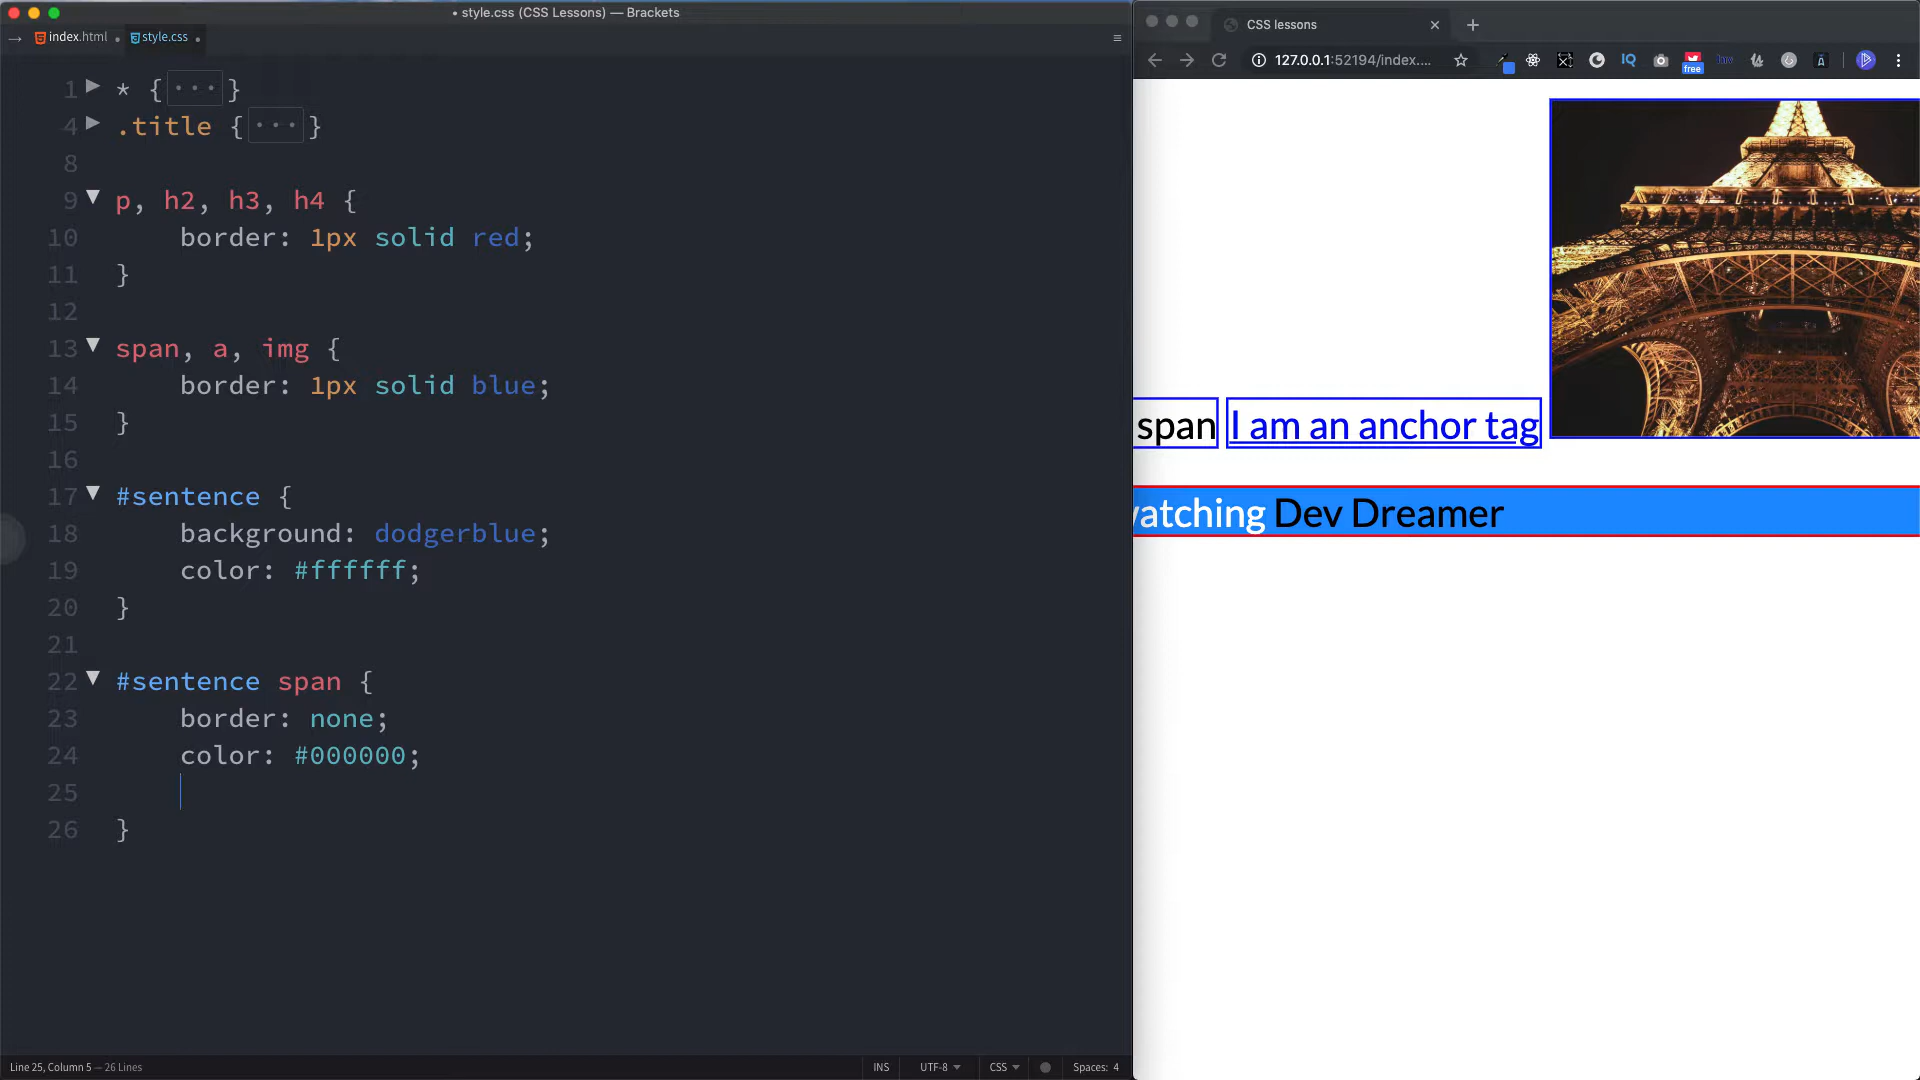 style.css (CSS Lessons) — Brackets
index.html
style.css
1 * {...}
4 .title {...}
8
9 p, h2, h3, h4 {
10 border: 1px solid red;
11 }
12
13 span, a, img {
14 border: 1px solid blue;
15 }
16
17 #sentence {
18 background: dodgerblue;
19 color: #ffffff;
20 }
21
22 #sentence span {
23 border: none;
24 color: #000000;
25
26 }
Line 25, Column 5 — 26 Lines
INS
UTF-8
CSS
Spaces: 4
CSS lessons
127.0.0.1:52194/index....
IQ
free
span
I am an anchor tag
watching Dev Dreamer